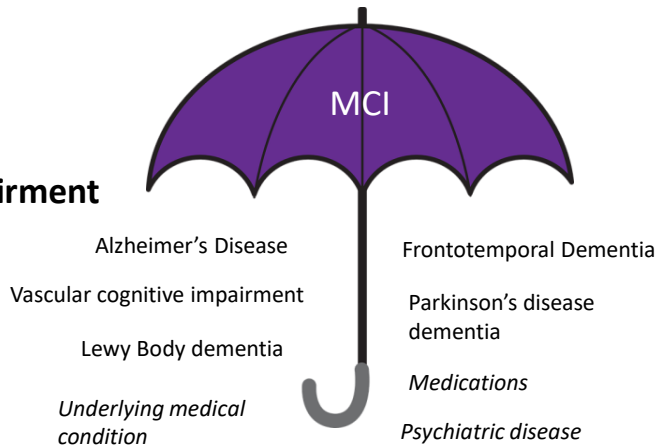 MCI
Alzheimer's Disease
Vascular cognitive impairment
Lewy Body dementia
Underlying medical
condition
Frontotemporal Dementia
Parkinson's disease
dementia
Medications
Psychiatric disease